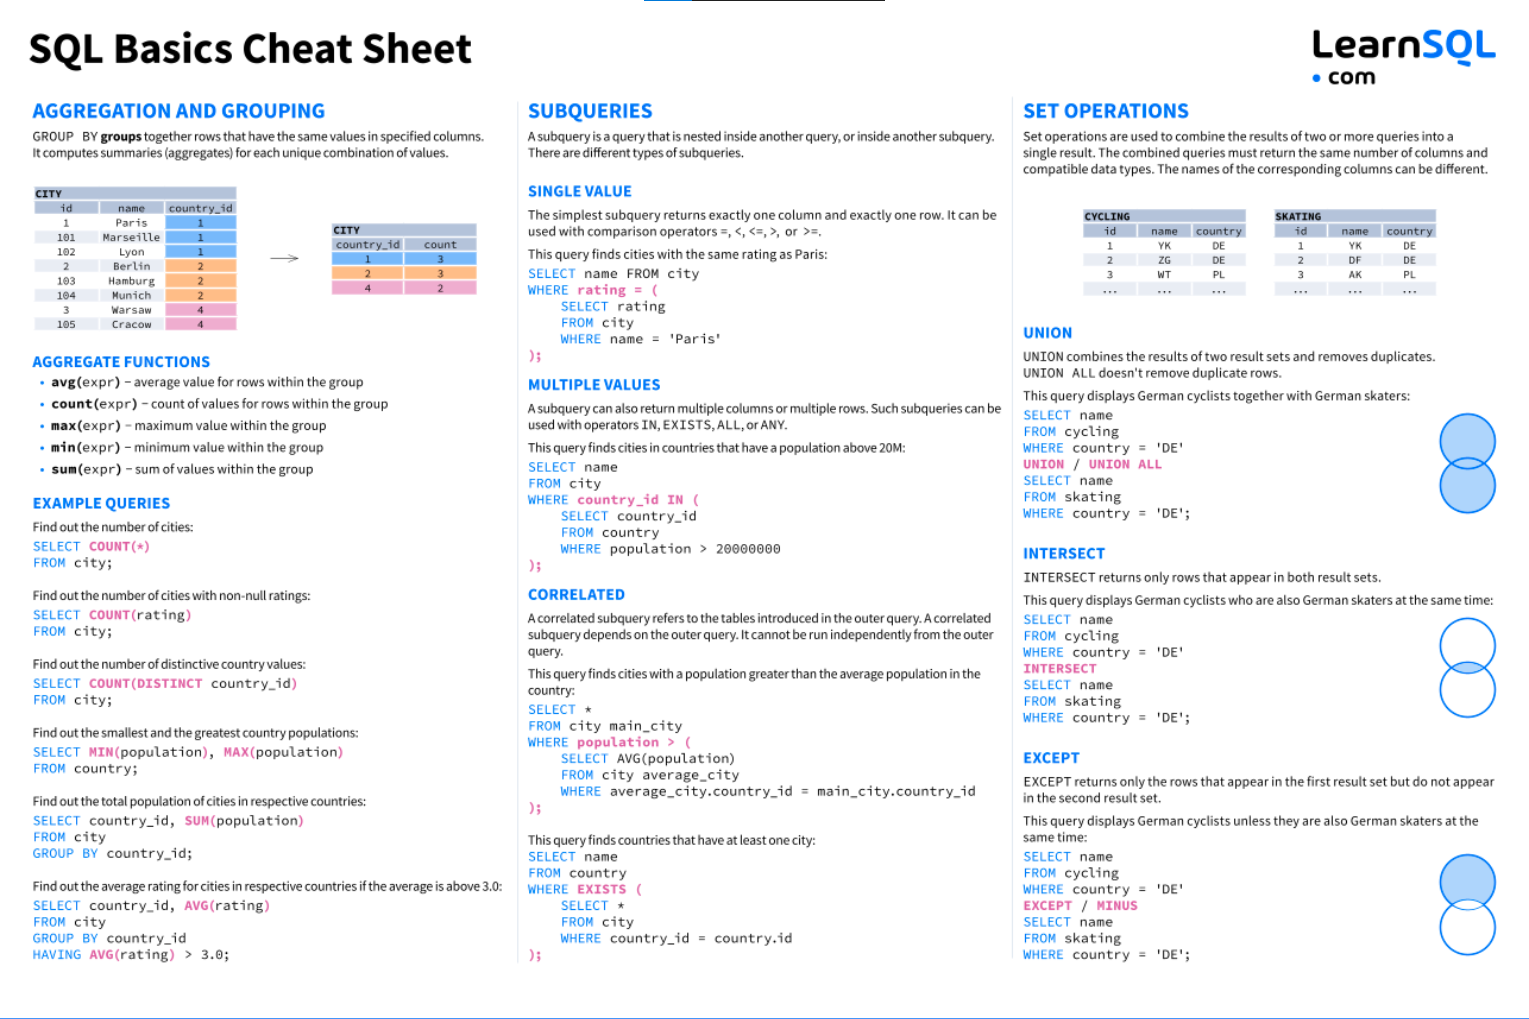 SQL Basics Cheat Sheet
LearnSQL
• com
AGGREGATION AND GROUPING
GROUP BY groups together rows that have the same values in specified columns.
It computes summaries (aggregates) for each unique combination of values.
CITY
id name country_id
1 Paris 1
101 Marseille 1
102 Lyon 1
2 Berlin 2
103 Hamburg 2
104 Munich 2
3 Warsaw 4
105 Cracow 4
CITY
country_id count
1 3
2 3
4 2
AGGREGATE FUNCTIONS
• avg(expr) − average value for rows within the group
• count(expr) − count of values for rows within the group
• max(expr) − maximum value within the group
• min(expr) − minimum value within the group
• sum(expr) − sum of values within the group
EXAMPLE QUERIES
Find out the number of cities:
SELECT COUNT(*)
FROM city;
Find out the number of cities with non-null ratings:
SELECT COUNT(rating)
FROM city;
Find out the number of distinctive country values:
SELECT COUNT(DISTINCT country_id)
FROM city;
Find out the smallest and the greatest country populations:
SELECT MIN(population), MAX(population)
FROM country;
Find out the total population of cities in respective countries:
SELECT country_id, SUM(population)
FROM city
GROUP BY country_id;
Find out the average rating for cities in respective countries if the average is above 3.0:
SELECT country_id, AVG(rating)
FROM city
GROUP BY country_id
HAVING AVG(rating) > 3.0;
SUBQUERIES
A subquery is a query that is nested inside another query, or inside another subquery.
There are different types of subqueries.
SINGLE VALUE
The simplest subquery returns exactly one column and exactly one row. It can be
used with comparison operators =, <, <=, >, or >=.
This query finds cities with the same rating as Paris:
SELECT name FROM city
WHERE rating = (
SELECT rating
FROM city
WHERE name = 'Paris'
);
MULTIPLE VALUES
A subquery can also return multiple columns or multiple rows. Such subqueries can be
used with operators IN, EXISTS, ALL, or ANY.
This query finds cities in countries that have a population above 20M:
SELECT name
FROM city
WHERE country_id IN (
SELECT country_id
FROM country
WHERE population > 20000000
);
CORRELATED
A correlated subquery refers to the tables introduced in the outer query. A correlated
subquery depends on the outer query. It cannot be run independently from the outer
query.
This query finds cities with a population greater than the average population in the
country:
SELECT *
FROM city main_city
WHERE population > (
SELECT AVG(population)
FROM city average_city
WHERE average_city.country_id = main_city.country_id
);
This query finds countries that have at least one city:
SELECT name
FROM country
WHERE EXISTS (
SELECT *
FROM city
WHERE country_id = country.id
);
SET OPERATIONS
Set operations are used to combine the results of two or more queries into a
single result. The combined queries must return the same number of columns and
compatible data types. The names of the corresponding columns can be different.
CYCLING
id name country
1 YK DE
2 ZG DE
3 WT PL
... ... ...
SKATING
id name country
1 YK DE
2 DF DE
3 AK PL
... ... ...
UNION
UNION combines the results of two result sets and removes duplicates.
UNION ALL doesn't remove duplicate rows.
This query displays German cyclists together with German skaters:
SELECT name
FROM cycling
WHERE country = 'DE'
UNION / UNION ALL
SELECT name
FROM skating
WHERE country = 'DE';
INTERSECT
INTERSECT returns only rows that appear in both result sets.
This query displays German cyclists who are also German skaters at the same time:
SELECT name
FROM cycling
WHERE country = 'DE'
INTERSECT
SELECT name
FROM skating
WHERE country = 'DE';
EXCEPT
EXCEPT returns only the rows that appear in the first result set but do not appear
in the second result set.
This query displays German cyclists unless they are also German skaters at the
same time:
SELECT name
FROM cycling
WHERE country = 'DE'
EXCEPT / MINUS
SELECT name
FROM skating
WHERE country = 'DE';